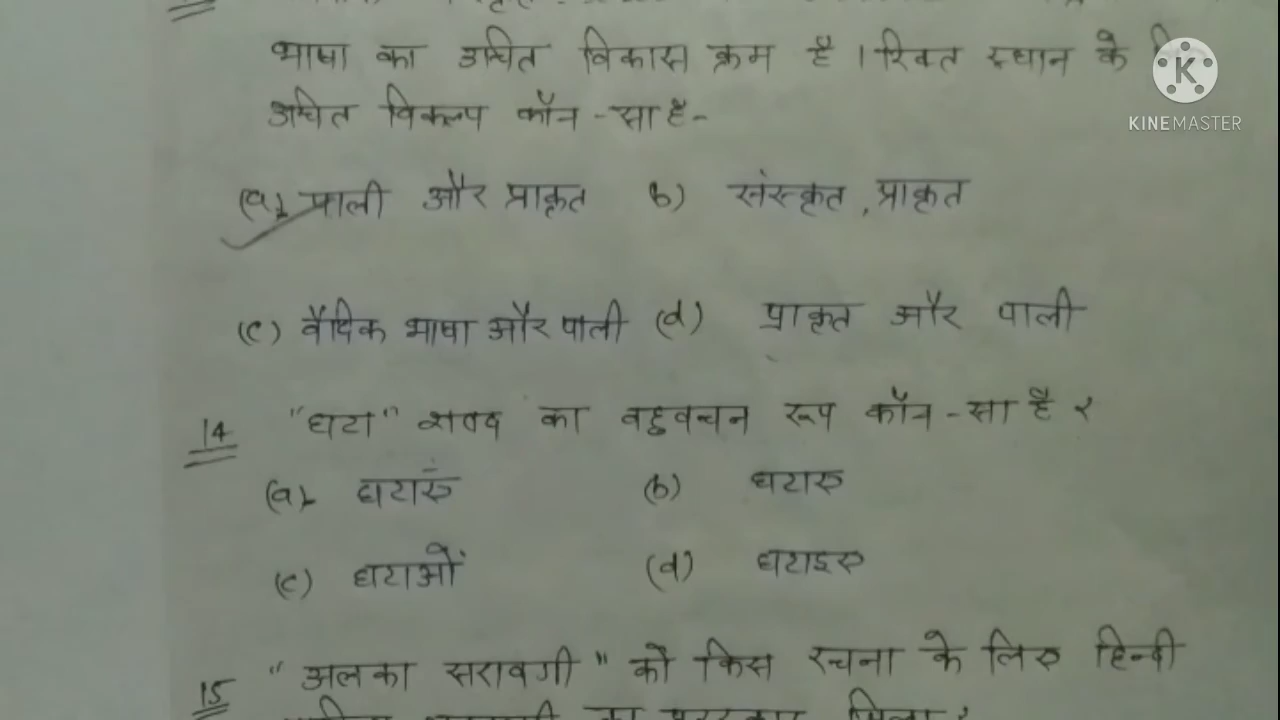 भाषा का उचित विकास क्रम है । रिक्त स्थान के
उचित विकल्प कौन - सा है -
(a) पाली और प्राकृत b) संस्कृत , प्राकृत
(c) वैदिक भाषा और पाली (d) प्राकृत और पाली
14 "घटा" शब्द का बहुवचन रूप कौन - सा है ?
(a) घटाएं (b) घटाए
(c) घटाओं (d) घटाइए
15 "अलका सरावगी" को किस रचना के लिए हिन्दी
का पुरस्कार मिला ?
K
KINEMASTER